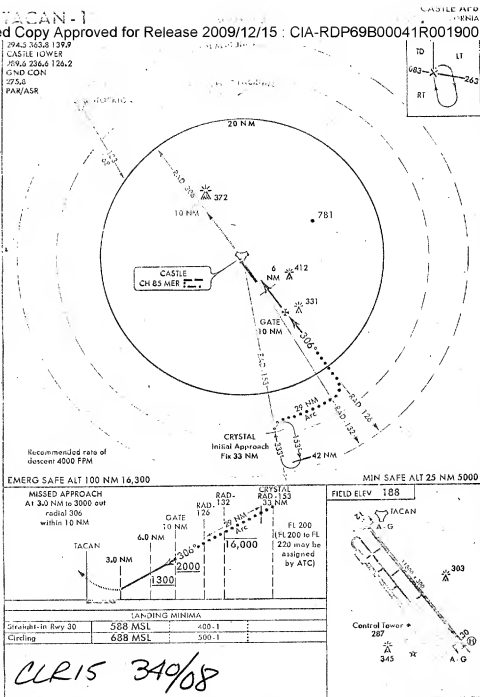 TACAN - 1
CASTLE AFB
ed Copy Approved for Release 2009/12/15 : CIA-RDP69B00041R001900
294.5 363.8 139.9
CASTLE TOWER
289.6 236.6 126.2
GND CON
275.8
PAR/ASR
TD
LT
083
263
RT
20 NM
RAD 306
10 NM
372
781
CASTLE
CH 85 MER
6
NM
412
331
GATE
10 NM
306°
RAD 153
29 NM
Arc
RAD 126
RAD 132
CRYSTAL
Initial Approach
Fix 33 NM
333°
153°
42 NM
Recommended rate of
descent 4000 FPM
EMERG SAFE ALT 100 NM 16,300
MIN SAFE ALT 25 NM 5000
MISSED APPROACH
At 3.0 NM to 3000 out
radial 306
within 10 NM
TACAN
3.0 NM
6.0 NM
GATE
10 NM
RAD.
126
RAD-
132
CRYSTAL
RAD-153
33 NM
29 NM
Arc
306°
1300
2000
16,000
FL 200
(FL 200 to FL
220 may be
assigned
by ATC)
LANDING MINIMA
Straight-in Rwy 30
588 MSL
400-1
Circling
688 MSL
500-1
CLR15 340/08
FIELD ELEV 188
TACAN
A-G
303
Control Tower
287
345
A-G
30
H